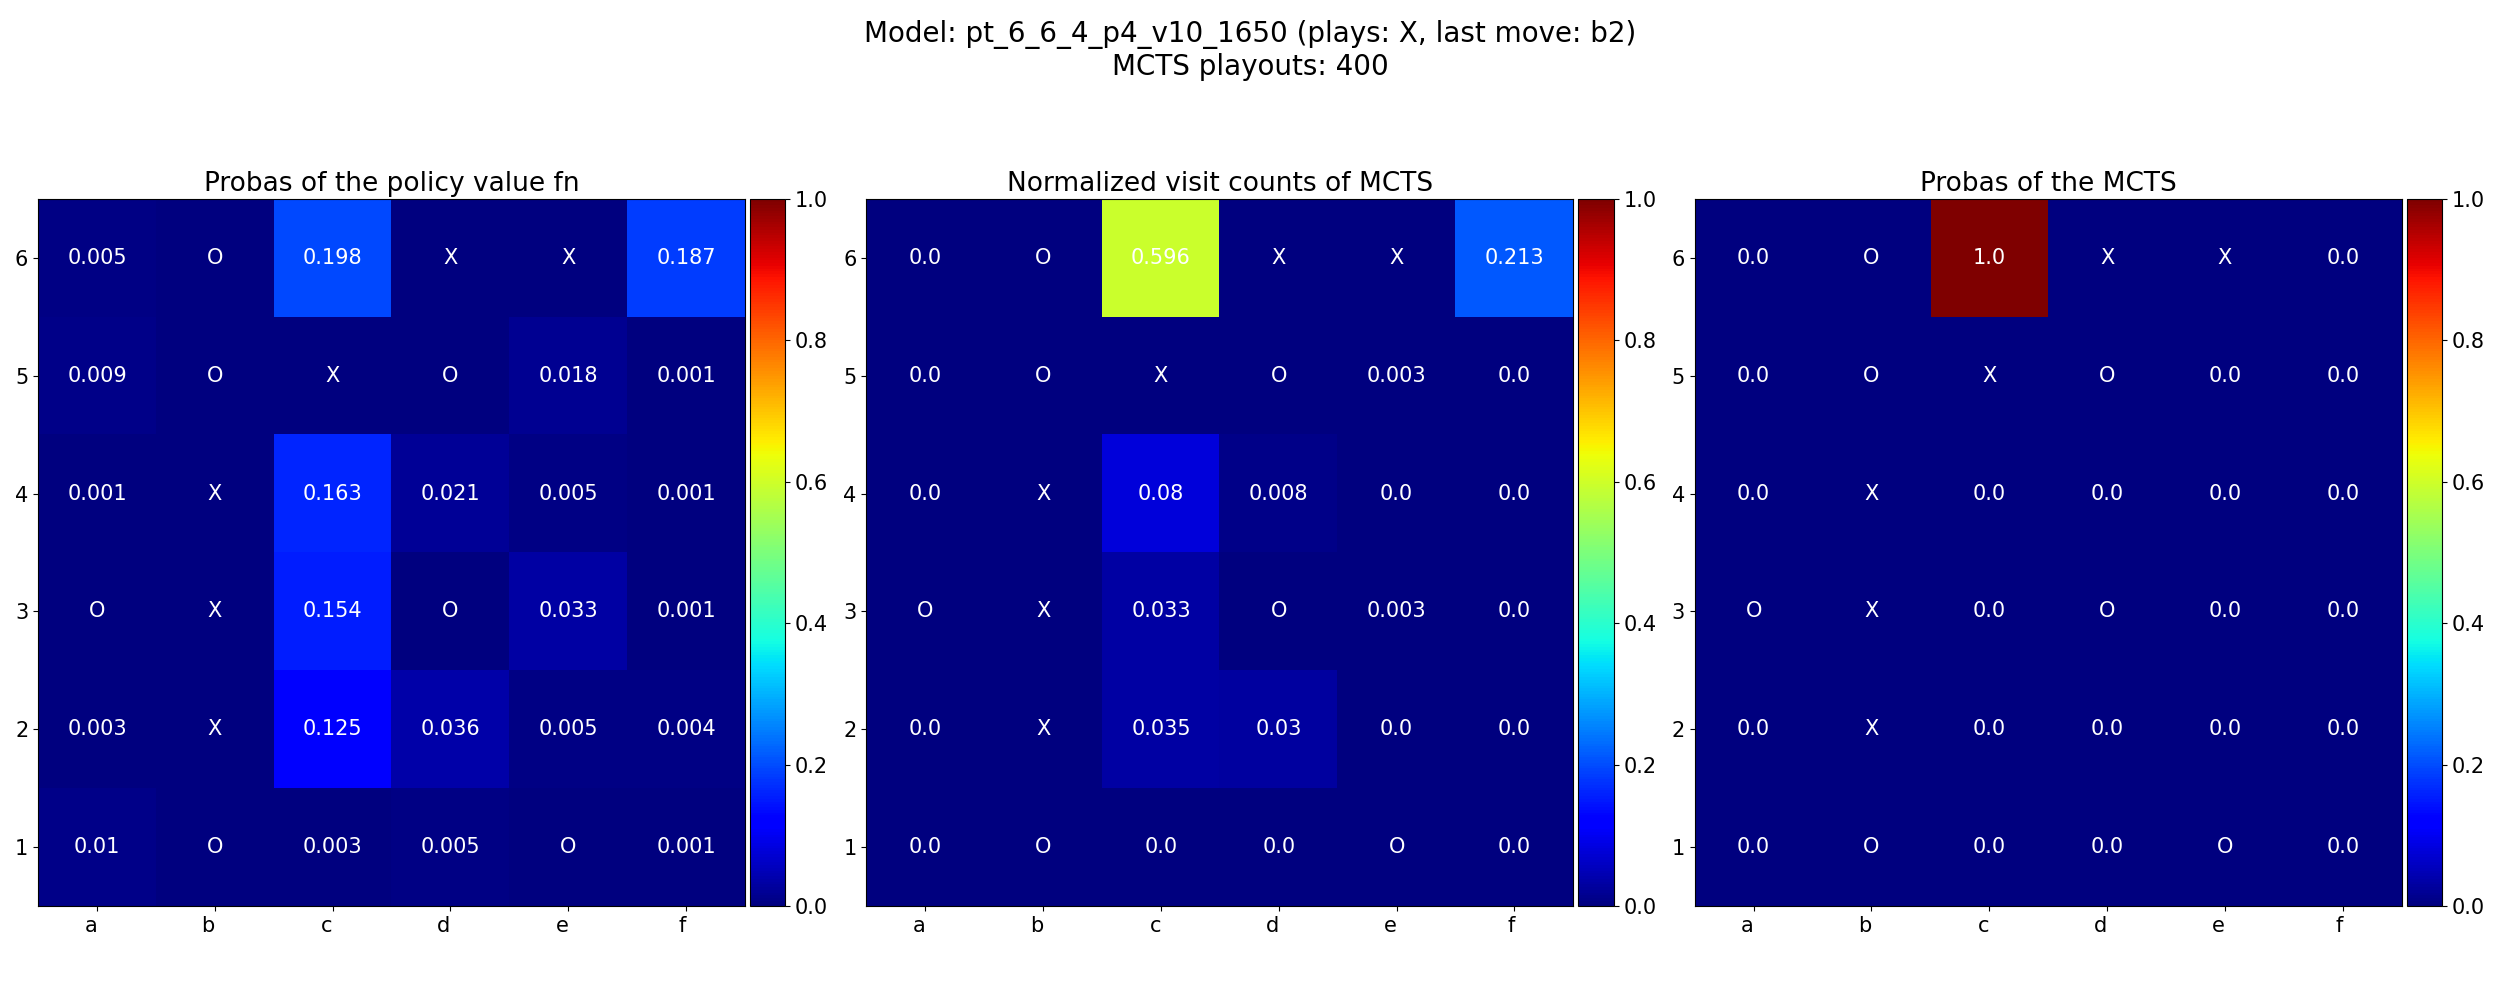 Model: pt_6_6_4_p4_v10_1650 (plays: X, last move: b2)
MCTS playouts: 400
Probas of the policy value fn
6 0.005 O 0.198 X X 0.187
5 0.009 O X O 0.018 0.001
4 0.001 X 0.163 0.021 0.005 0.001
3 O X 0.154 O 0.033 0.001
2 0.003 X 0.125 0.036 0.005 0.004
1 0.01 O 0.003 0.005 O 0.001
a b c d e f
1.0
0.8
0.6
0.4
0.2
0.0
Normalized visit counts of MCTS
6 0.0 O 0.596 X X 0.213
5 0.0 O X O 0.003 0.0
4 0.0 X 0.08 0.008 0.0 0.0
3 O X 0.033 O 0.003 0.0
2 0.0 X 0.035 0.03 0.0 0.0
1 0.0 O 0.0 0.0 O 0.0
a b c d e f
1.0
0.8
0.6
0.4
0.2
0.0
Probas of the MCTS
6 0.0 O 1.0 X X 0.0
5 0.0 O X O 0.0 0.0
4 0.0 X 0.0 0.0 0.0 0.0
3 O X 0.0 O 0.0 0.0
2 0.0 X 0.0 0.0 0.0 0.0
1 0.0 O 0.0 0.0 O 0.0
a b c d e f
1.0
0.8
0.6
0.4
0.2
0.0